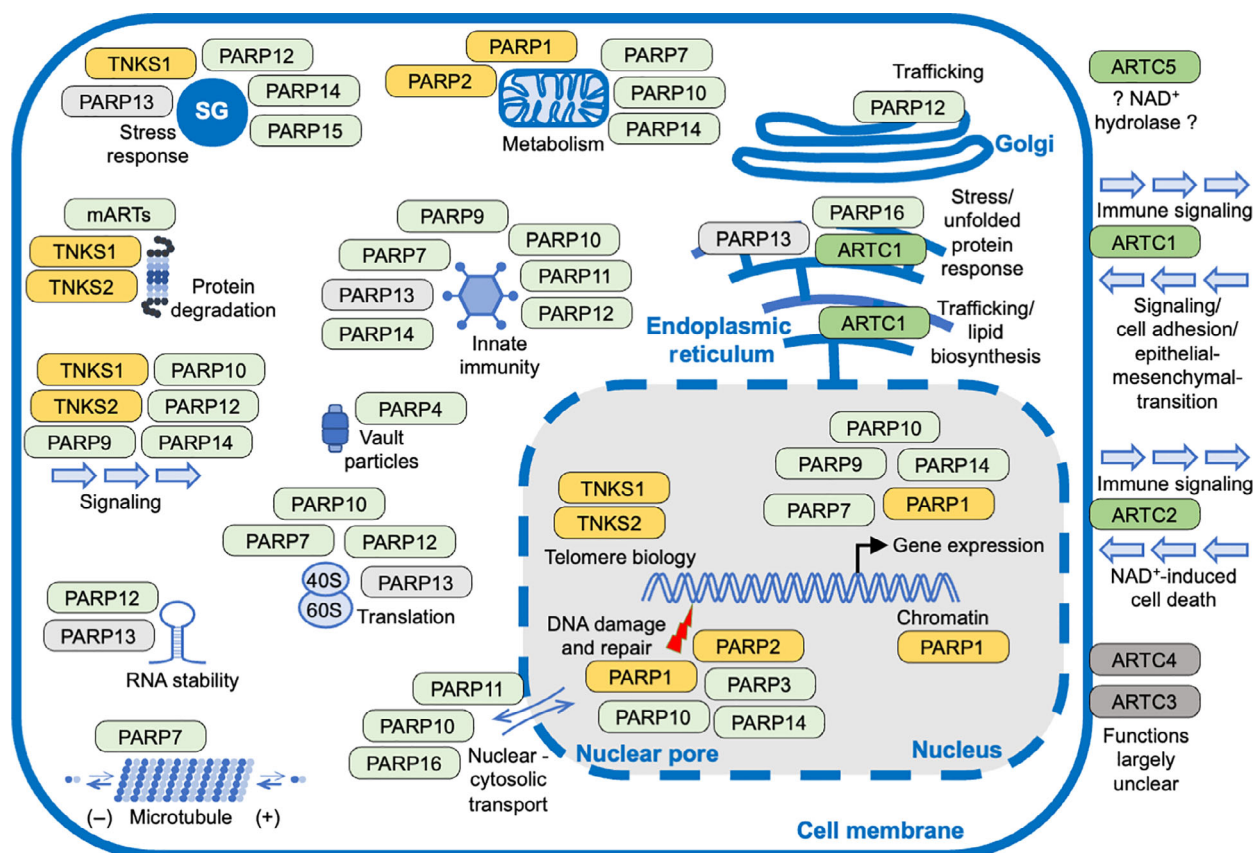 TNKS1
PARP12
PARP13
SG
PARP14
PARP15
Stress
response
PARP1
PARP2
PARP7
PARP10
PARP14
Metabolism
Trafficking
PARP12
Golgi
ARTC5
? NAD⁺
hydrolase ?
mARTs
TNKS1
TNKS2
Protein
degradation
PARP9
PARP7
PARP10
PARP13
PARP11
PARP14
PARP12
Innate
immunity
PARP16
PARP13
ARTC1
Stress/
unfolded
protein
response
ARTC1
Trafficking/
lipid
biosynthesis
Endoplasmic
reticulum
Immune signaling
ARTC1
Signaling/
cell adhesion/
epithelial-
mesenchymal-
transition
TNKS1
PARP10
TNKS2
PARP12
PARP9
PARP14
Signaling
PARP4
Vault
particles
PARP10
PARP7
PARP12
40S
60S
PARP13
Translation
PARP12
PARP13
RNA stability
PARP7
(–)
Microtubule
(+)
PARP11
PARP10
PARP16
Nuclear -
cytosolic
transport
TNKS1
TNKS2
Telomere biology
PARP10
PARP9
PARP14
PARP7
PARP1
Gene expression
Chromatin
PARP1
DNA damage
and repair
PARP2
PARP1
PARP3
PARP10
PARP14
Nuclear pore
Nucleus
Cell membrane
Immune signaling
ARTC2
NAD⁺-induced
cell death
ARTC4
ARTC3
Functions
largely
unclear